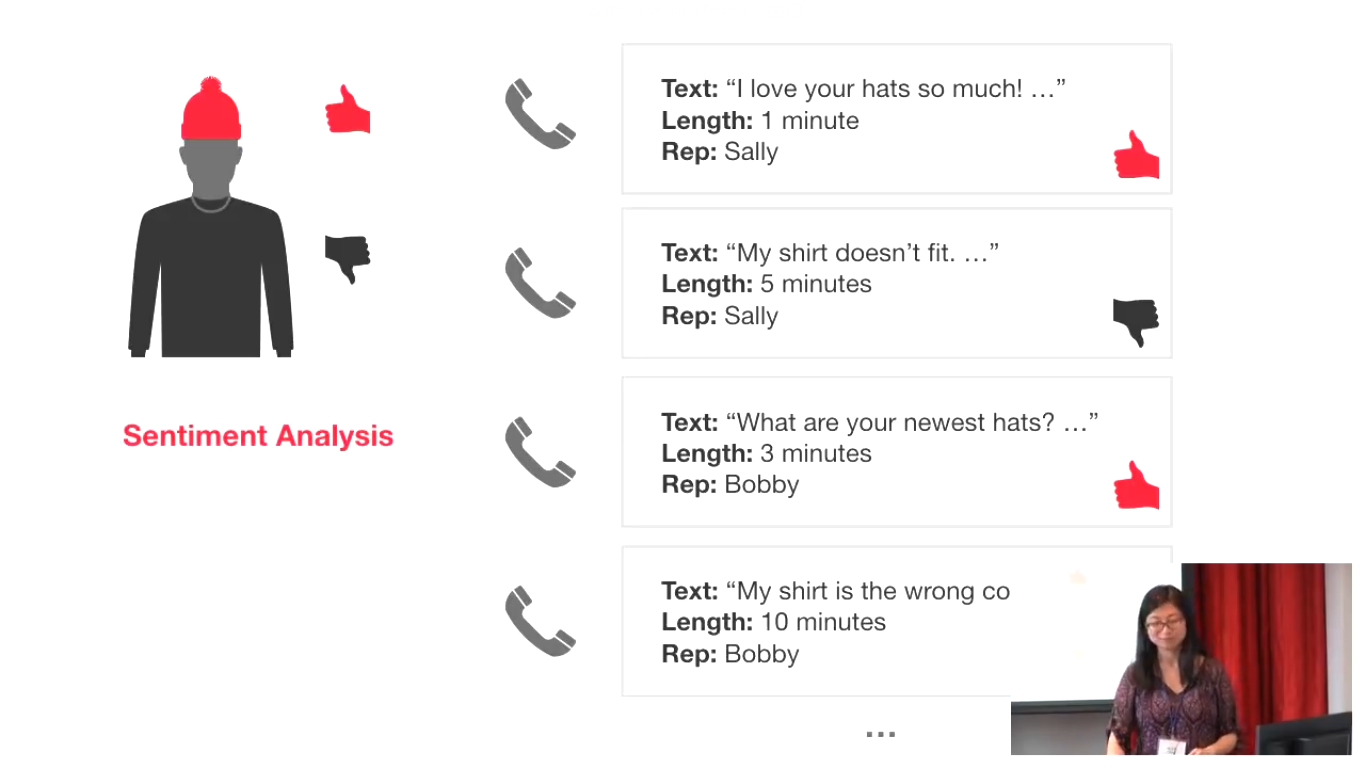 Text: “I love your hats so much! …”
Length: 1 minute
Rep: Sally
Text: “My shirt doesn’t fit. …”
Length: 5 minutes
Rep: Sally
Sentiment Analysis
Text: “What are your newest hats? …”
Length: 3 minutes
Rep: Bobby
Text: “My shirt is the wrong co
Length: 10 minutes
Rep: Bobby
...